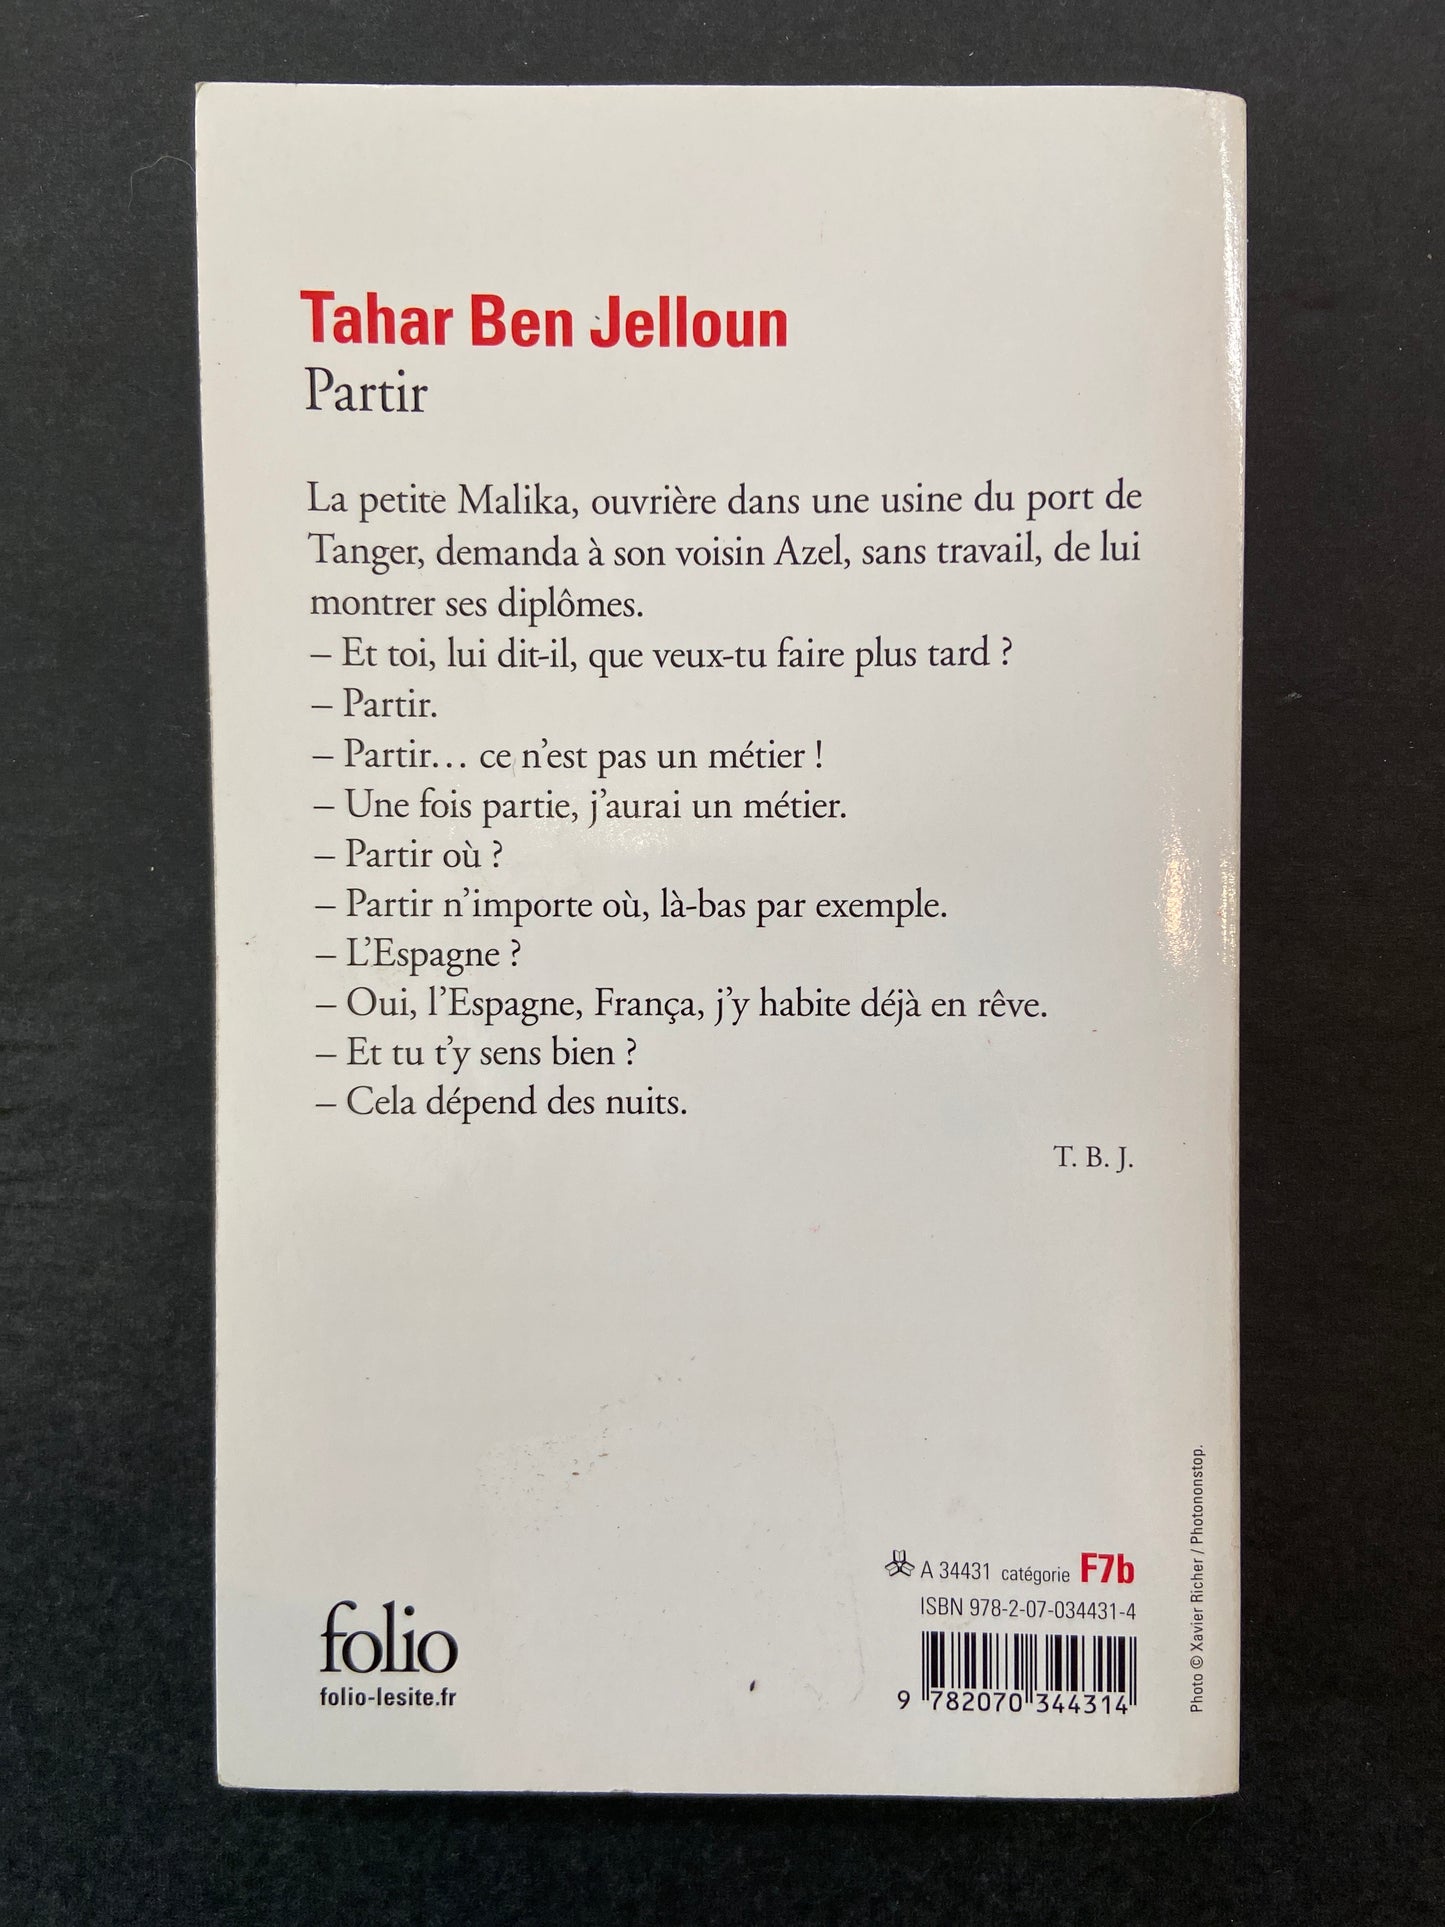 Tahar Ben Jelloun
Partir
La petite Malika, ouvrière dans une usine du port de
Tanger, demanda à son voisin Azel, sans travail, de lui
montrer ses diplômes.
– Et toi, lui dit-il, que veux-tu faire plus tard ?
– Partir.
– Partir… ce n’est pas un métier !
– Une fois partie, j’aurai un métier.
– Partir où ?
– Partir n’importe où, là-bas par exemple.
– L’Espagne ?
– Oui, l’Espagne, França, j’y habite déjà en rêve.
– Et tu t’y sens bien ?
– Cela dépend des nuits.
T. B. J.
folio
folio-lesite.fr
A 34431 catégorie F7b
ISBN 978-2-07-034431-4
9 782070 344314
Photo © Xavier Richer / Photononstop.